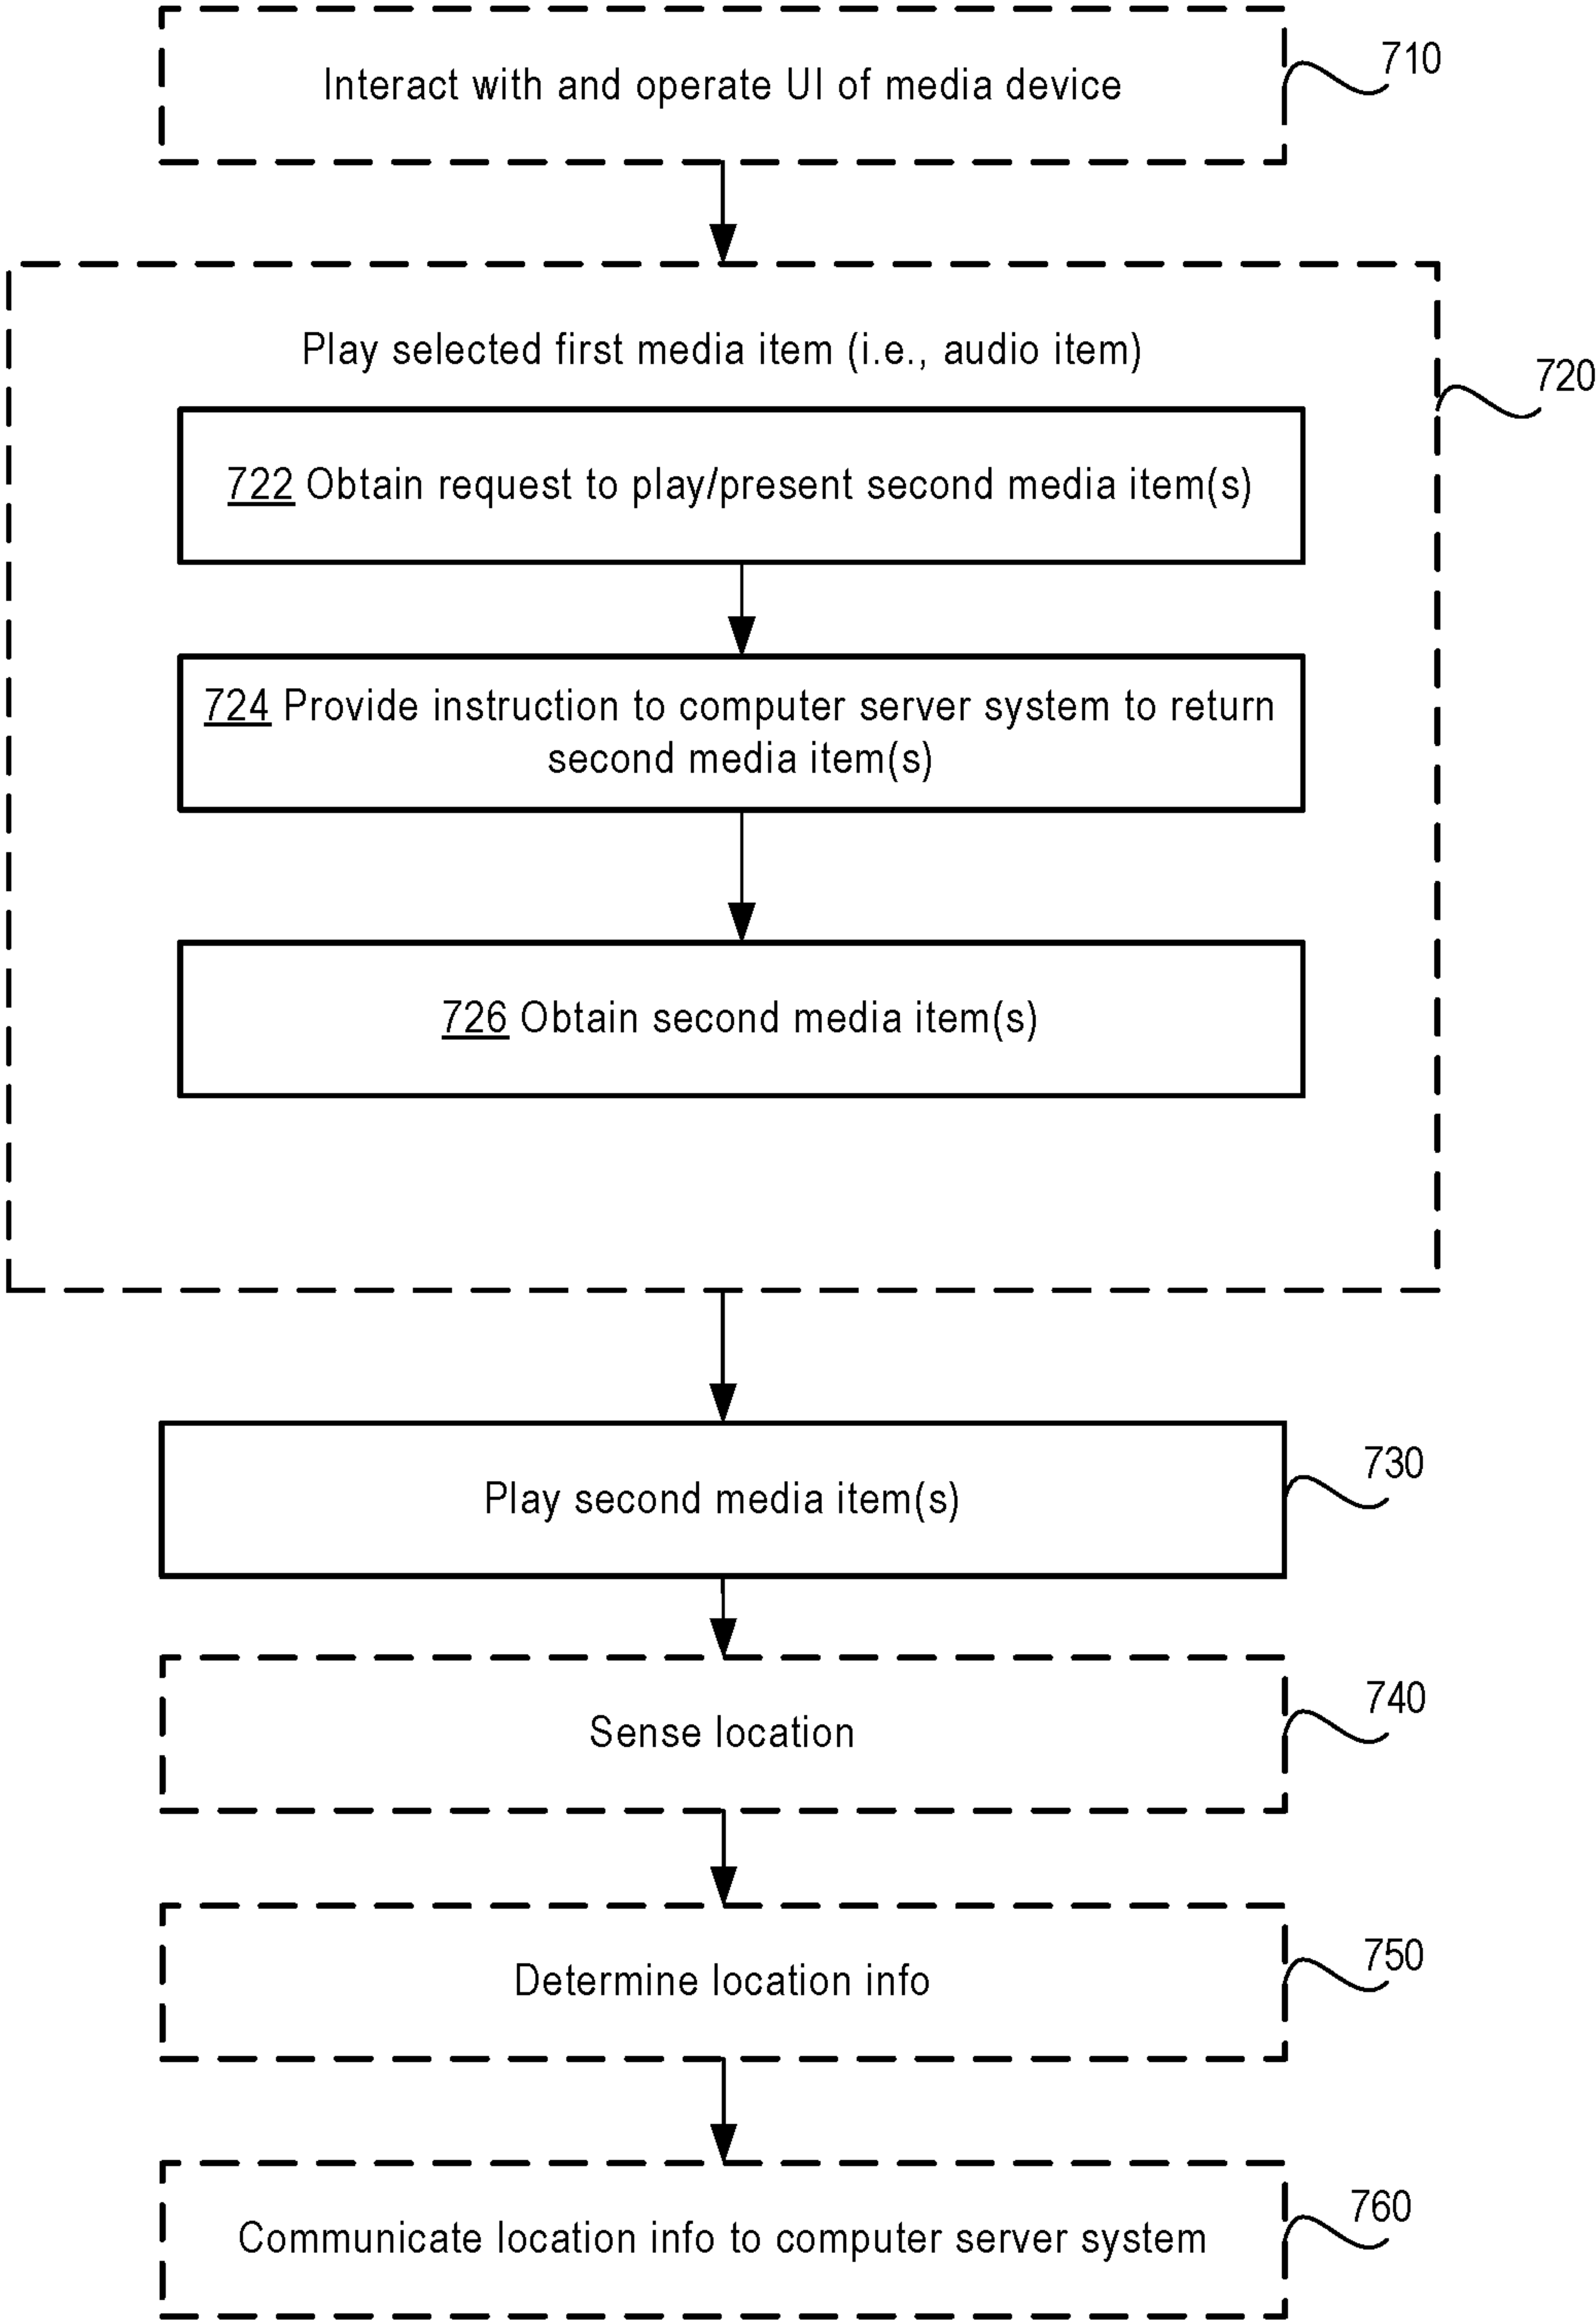 Interact with and operate UI of media device
710
Play selected first media item (i.e., audio item)
720
722 Obtain request to play/present second media item(s)
724 Provide instruction to computer server system to return
second media item(s)
726 Obtain second media item(s)
Play second media item(s)
730
Sense location
740
Determine location info
750
Communicate location info to computer server system
760